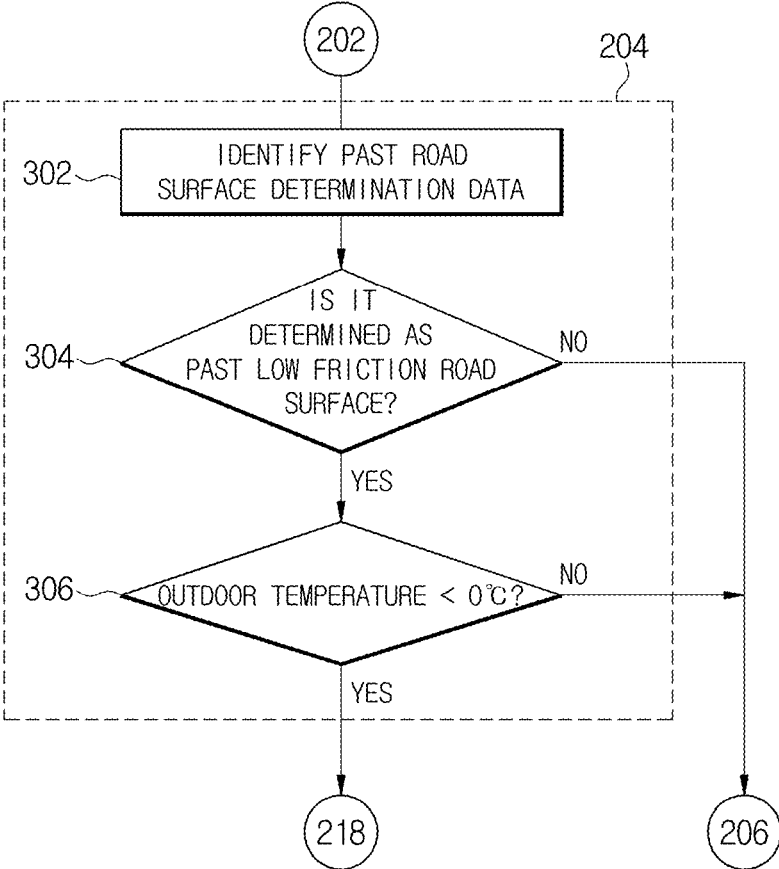 202
204
302
IDENTIFY PAST ROAD
SURFACE DETERMINATION DATA
304
IS IT
DETERMINED AS
PAST LOW FRICTION ROAD
SURFACE?
NO
YES
306
OUTDOOR TEMPERATURE < 0℃?
NO
YES
218
206